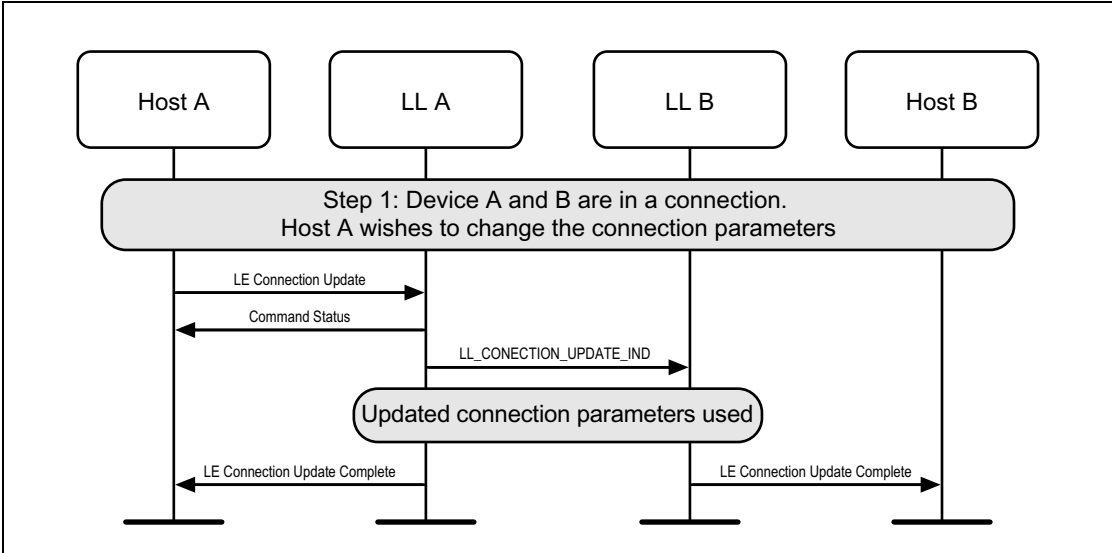 Host A
LL A
LL B
Host B
Step 1: Device A and B are in a connection.
Host A wishes to change the connection parameters
LE Connection Update
Command Status
LL_CONECTION_UPDATE_IND
Updated connection parameters used
LE Connection Update Complete
LE Connection Update Complete